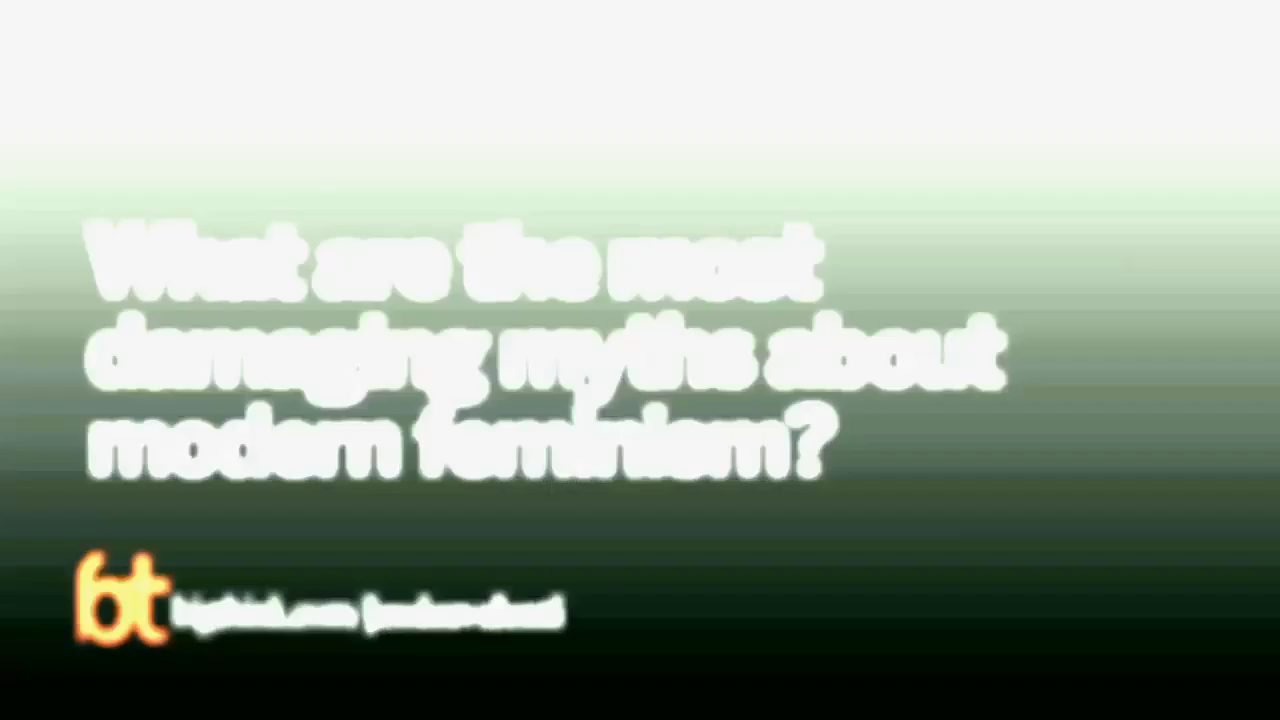 What are the most
damaging myths about
modern feminism?
bt